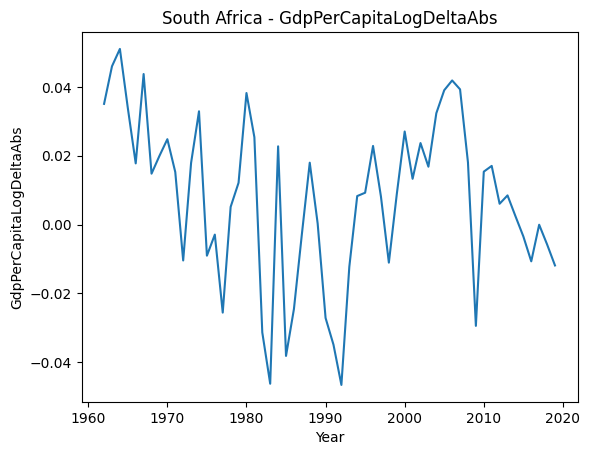 South Africa - GdpPerCapitaLogDeltaAbs
GdpPerCapitaLogDeltaAbs
0.04
0.02
0.00
−0.02
−0.04
1960 1970 1980 1990 2000 2010 2020
Year